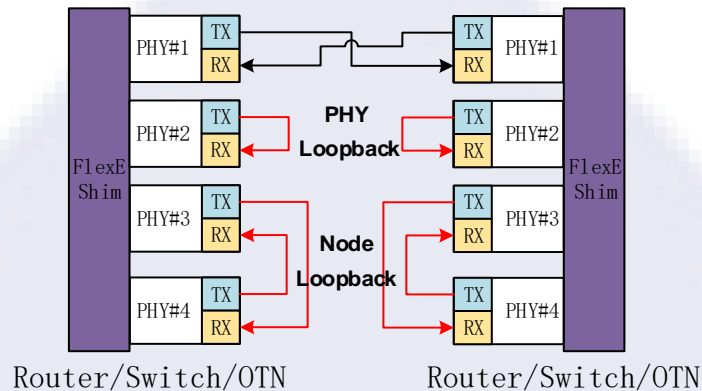 PHY#1
TX
RX
TX
RX
PHY#1
PHY#2
TX
RX
PHY
Loopback
TX
RX
PHY#2
FlexE
Shim
FlexE
Shim
PHY#3
TX
RX
Node
Loopback
TX
RX
PHY#3
PHY#4
TX
RX
TX
RX
PHY#4
Router/Switch/OTN
Router/Switch/OTN